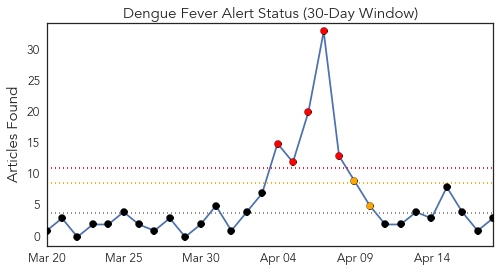 Dengue Fever Alert Status (30-Day Window)
Articles Found
30
25
20
15
10
5
0
Mar 20 Mar 25 Mar 30 Apr 04 Apr 09 Apr 14